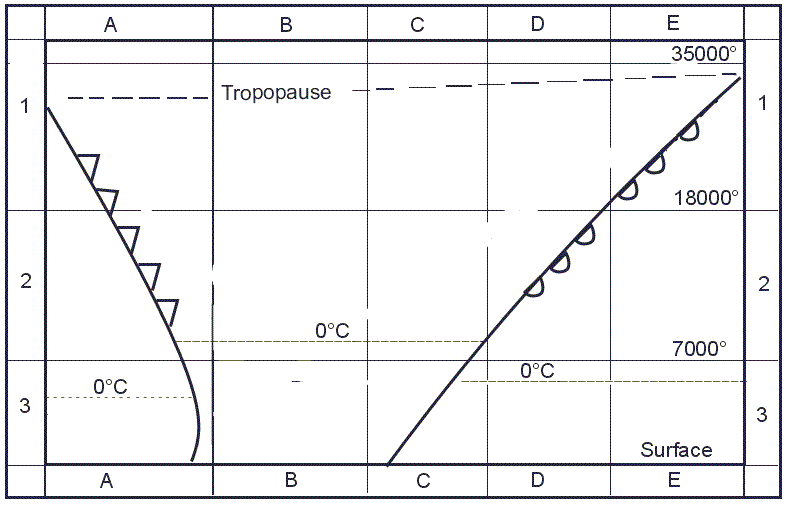 A B C D E
35000°
1 Tropopause 1
18000°
2 2
0°C 7000°
0°C
0°C
3 3
Surface
A B C D E